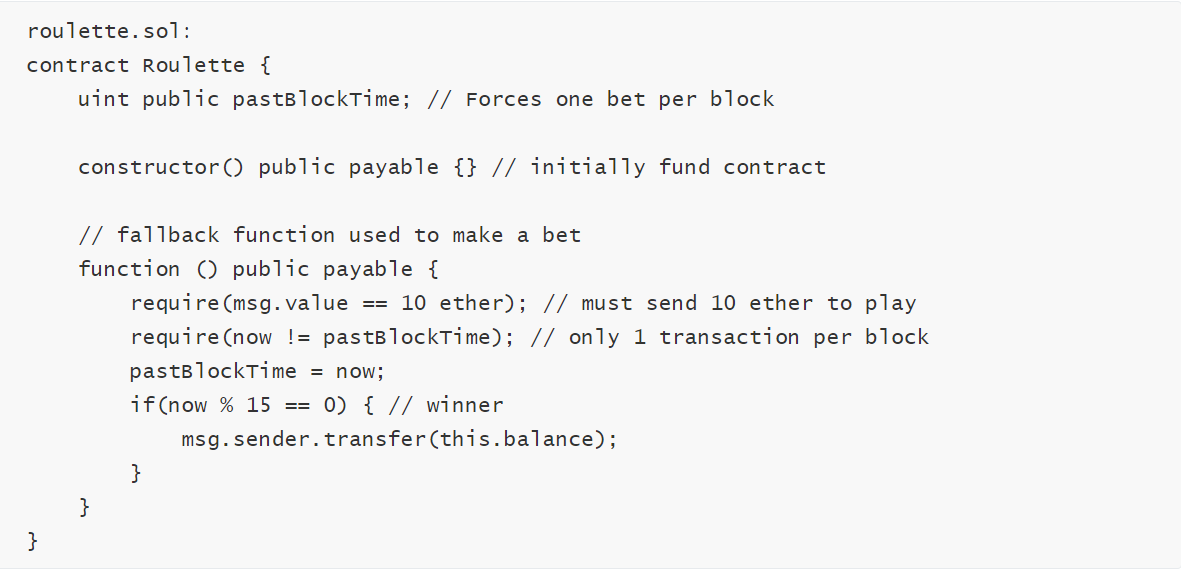 roulette.sol:
contract Roulette {
    uint public pastBlockTime; // Forces one bet per block

    constructor() public payable {} // initially fund contract

    // fallback function used to make a bet
    function () public payable {
        require(msg.value == 10 ether); // must send 10 ether to play
        require(now != pastBlockTime); // only 1 transaction per block
        pastBlockTime = now;
        if(now % 15 == 0) { // winner
            msg.sender.transfer(this.balance);
        }
    }
}